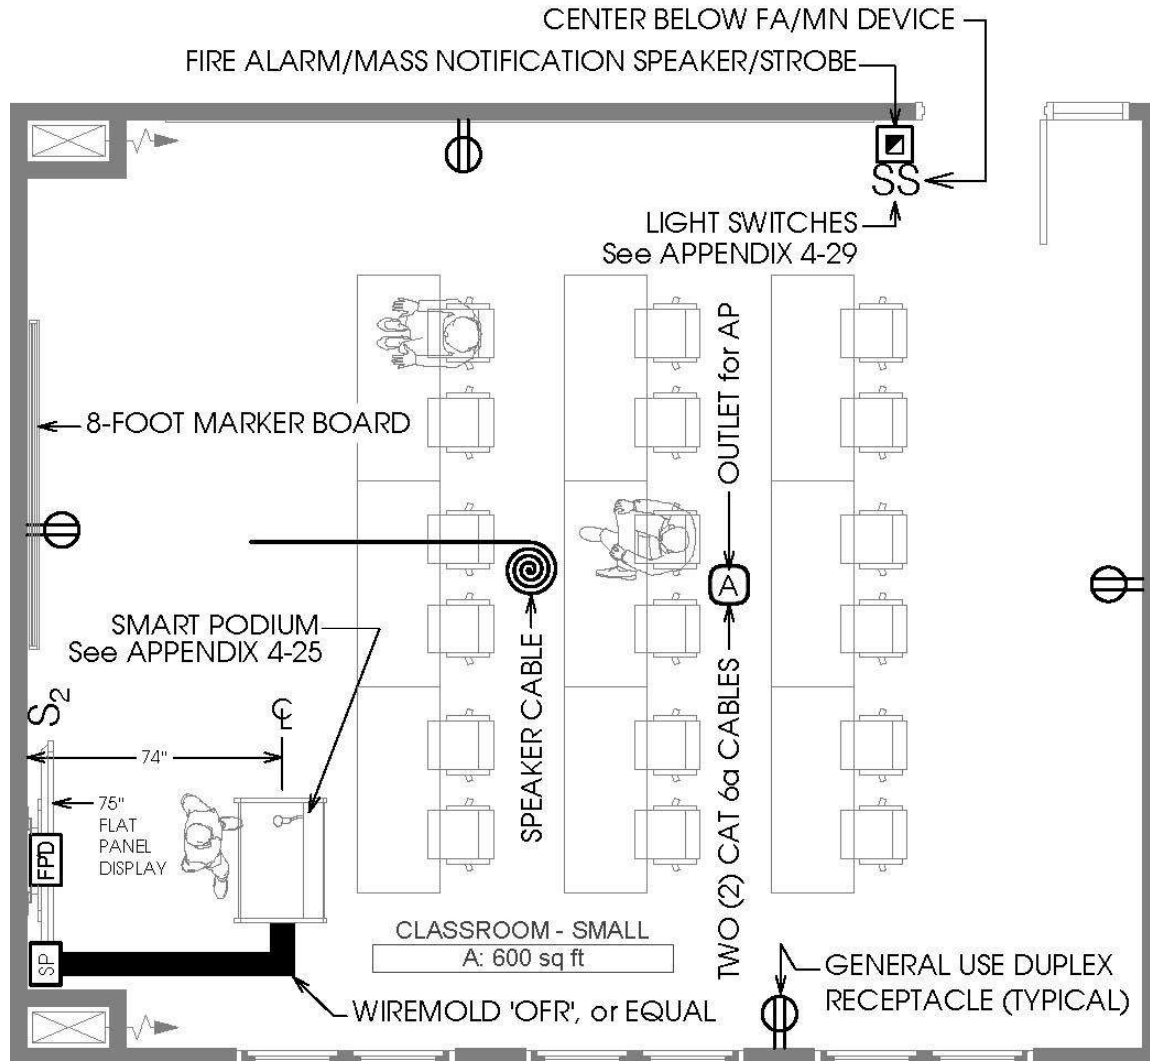 CENTER BELOW FA/MN DEVICE
FIRE ALARM/MASS NOTIFICATION SPEAKER/STROBE
SS
LIGHT SWITCHES
See APPENDIX 4-29
OUTLET for AP
8-FOOT MARKER BOARD
A
SMART PODIUM
See APPENDIX 4-25
SPEAKER CABLE
TWO (2) CAT 6a CABLES
S2
CL
74"
75"
FLAT
PANEL
DISPLAY
FPD
SP
CLASSROOM - SMALL
A: 600 sq ft
GENERAL USE DUPLEX
RECEPTACLE (TYPICAL)
WIREMOLD 'OFR', or EQUAL